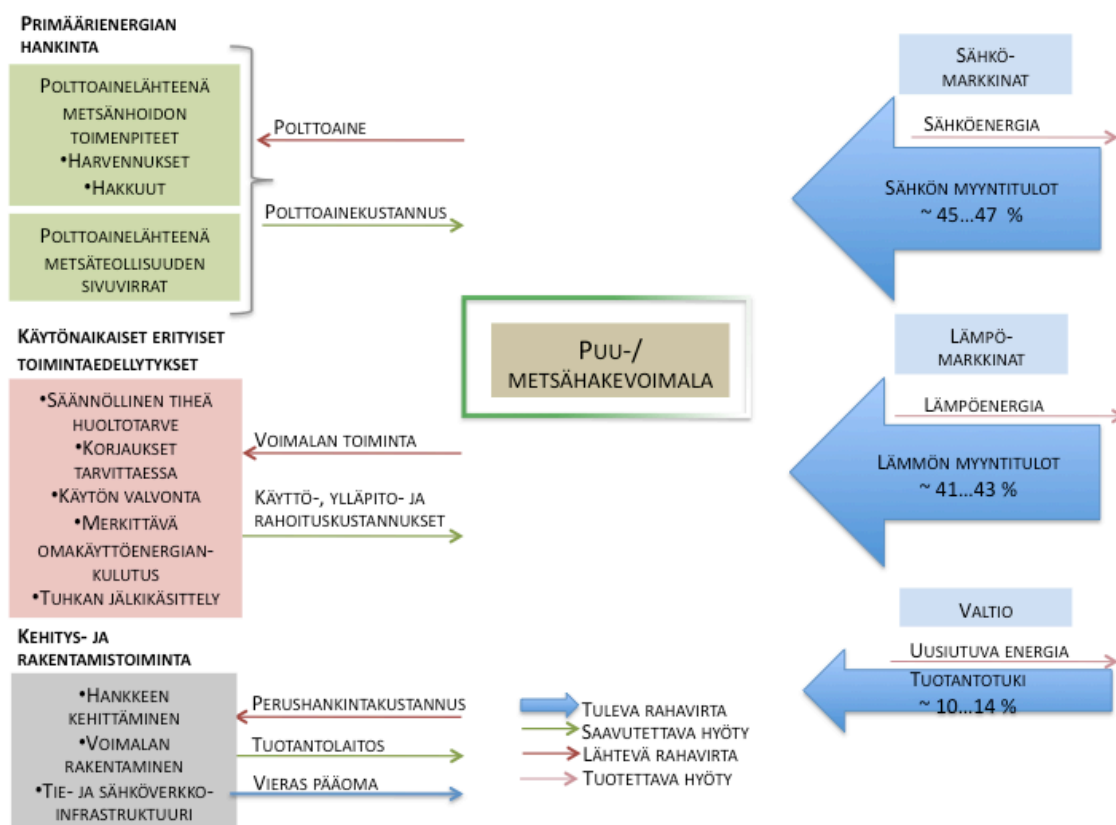 PRIMÄÄRIENERGIAN
HANKINTA
POLTTOAINELÄHTEENÄ
METSÄNHOIDON
TOIMENPITEET
•HARVENNUKSET
•HAKKUUT
POLTTOAINELÄHTEENÄ
METSÄTEOLLISUUDEN
SIVUVIRRAT
POLTTOAINE
POLTTOAINEKUSTANNUS
KÄYTÖNAIKAISET ERITYISET
TOIMINTAEDELLYTYKSET
•SÄÄNNÖLLINEN TIHEÄ
HUOLTOTARVE
•KORJAUKSET
TARVITTAESSA
•KÄYTÖN VALVONTA
•MERKITTÄVÄ
OMAKÄYTTÖENERGIAN-
KULUTUS
•TUHKAN JÄLKIKÄSITTELY
VOIMALAN TOIMINTA
KÄYTTÖ-, YLLÄPITO- JA
RAHOITUSKUSTANNUKSET
KEHITYS- JA
RAKENTAMISTOIMINTA
•HANKKEEN
KEHITTÄMINEN
•VOIMALAN
RAKENTAMINEN
•TIE- JA SÄHKÖVERKKO-
INFRASTRUKTUURI
PERUSHANKINTAKUSTANNUS
TUOTANTOLAITOS
VIERAS PÄÄOMA
PUU-/
METSÄHAKEVOIMALA
TULEVA RAHAVIRTA
SAAVUTETTAVA HYÖTY
LÄHTEVÄ RAHAVIRTA
TUOTETTAVA HYÖTY
SÄHKÖ-
MARKKINAT
SÄHKÖENERGIA
SÄHKÖN MYYNTITULOT
~ 45...47 %
LÄMPÖ-
MARKKINAT
LÄMPÖENERGIA
LÄMMÖN MYYNTITULOT
~ 41...43 %
VALTIO
UUSIUTUVA ENERGIA
TUOTANTOTUKI
~ 10...14 %